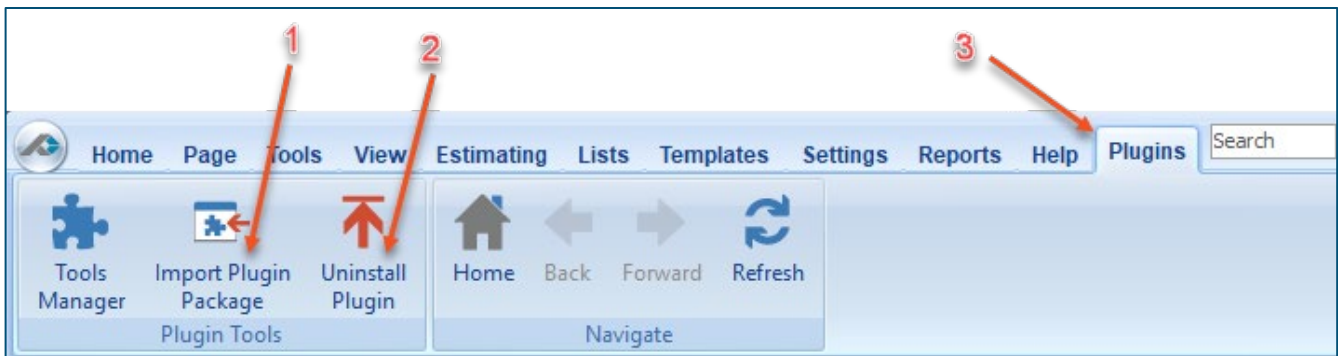 1
2
3
Home Page Tools View Estimating Lists Templates Settings Reports Help Plugins Search
Tools Manager
Import Plugin Package
Uninstall Plugin
Home Back Forward Refresh
Plugin Tools Navigate